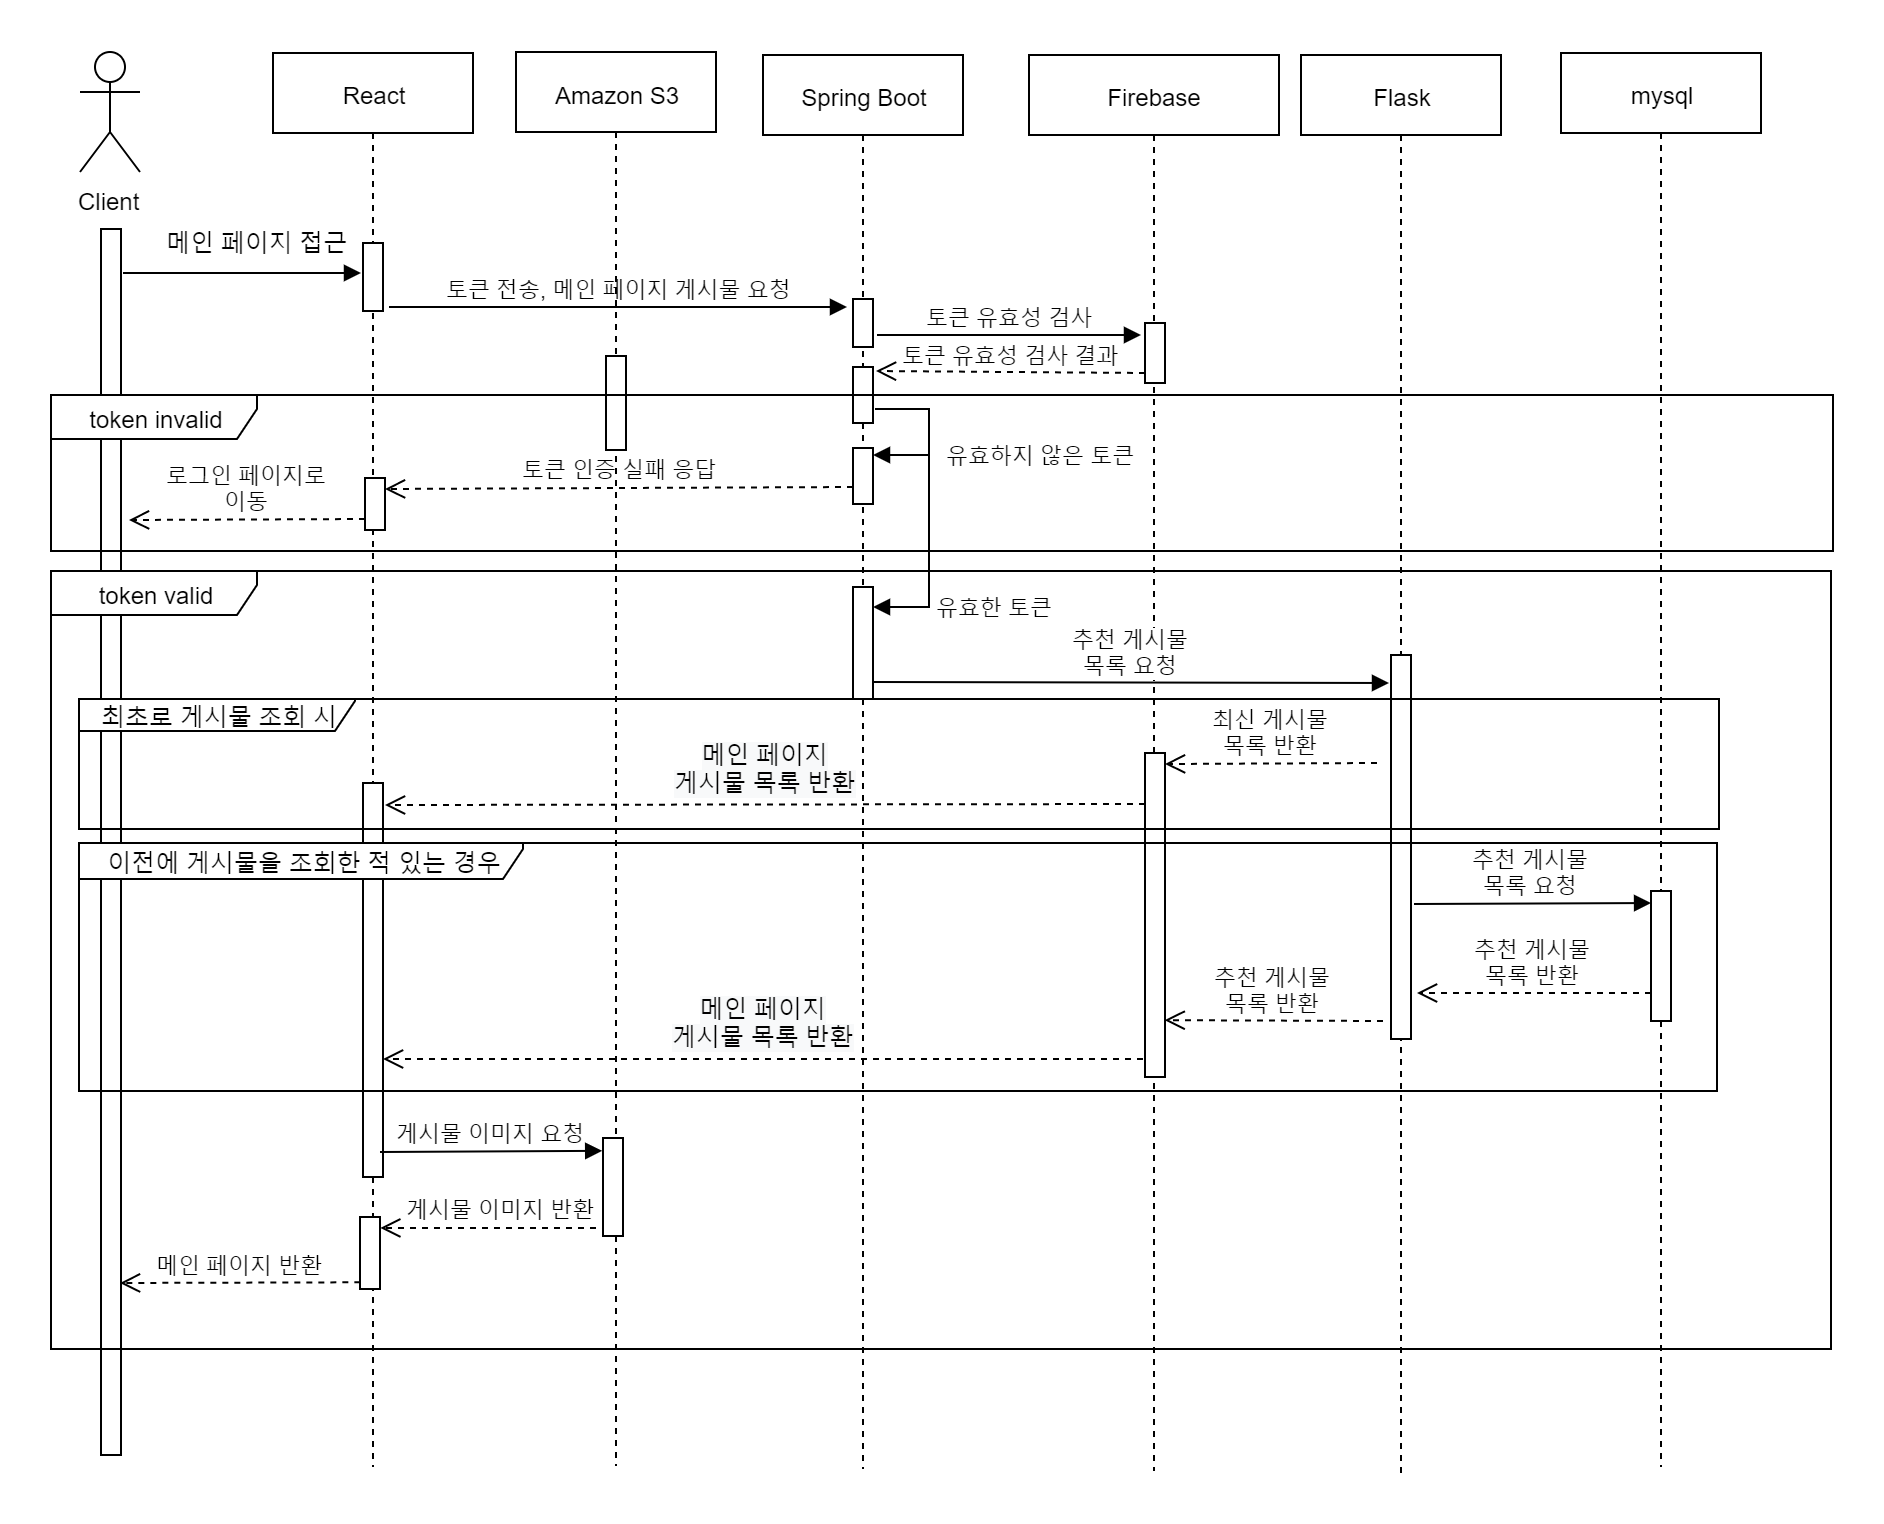 React
Amazon S3
Spring Boot
Firebase
Flask
mysql
Client
메인 페이지 접근
토큰 전송, 메인 페이지 게시물 요청
토큰 유효성 검사
토큰 유효성 검사 결과
token invalid
유효하지 않은 토큰
토큰 인증 실패 응답
로그인 페이지로
이동
token valid
유효한 토큰
추천 게시물
목록 요청
최초로 게시물 조회 시
최신 게시물
목록 반환
메인 페이지
게시물 목록 반환
이전에 게시물을 조회한 적 있는 경우
추천 게시물
목록 요청
추천 게시물
목록 반환
추천 게시물
목록 반환
메인 페이지
게시물 목록 반환
게시물 이미지 요청
게시물 이미지 반환
메인 페이지 반환